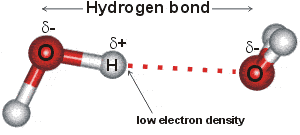 Hydrogen bond
δ- δ+ δ-
O H O
low electron density